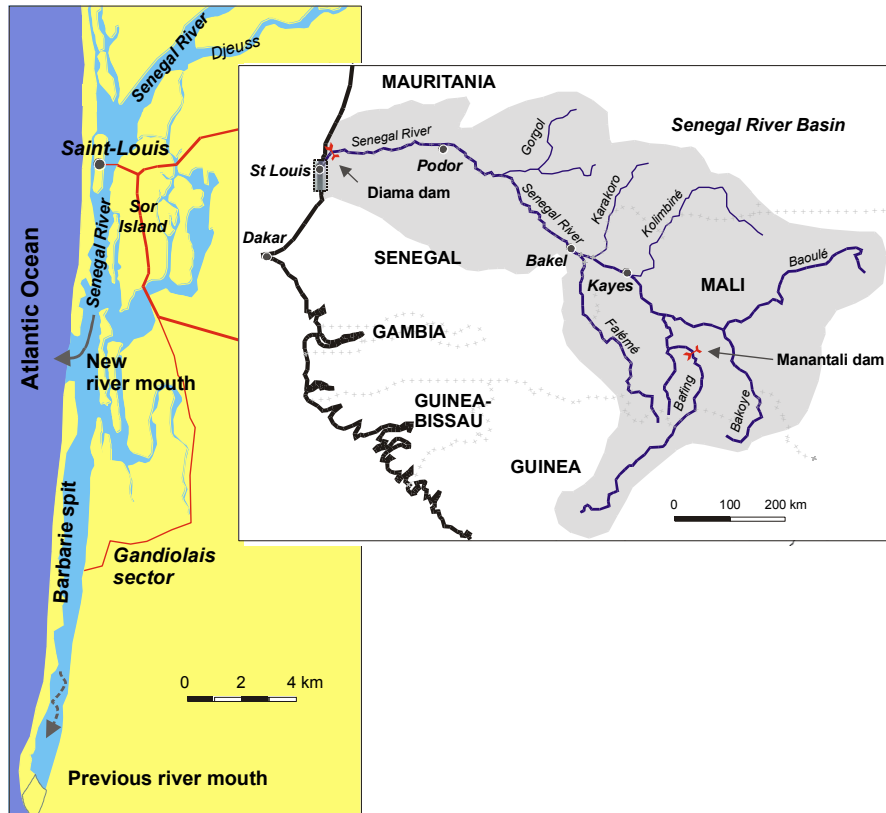 Senegal River
Djeuss
Saint-Louis
Sor
Island
Senegal River
Atlantic Ocean
New
river mouth
Barbarie spit
Gandiolais
sector
0 2 4 km
Previous river mouth
MAURITANIA
Senegal River Basin
Senegal River
Gorgol
Podor
St Louis
Diama dam
Karakoro
Kolimbiné
Senegal River
Dakar
SENEGAL
Bakel
Kayes
MALI
Baoulé
GAMBIA
Falémé
Manantali dam
Bafing
Bakoye
GUINEA-
BISSAU
GUINEA
0 100 200 km